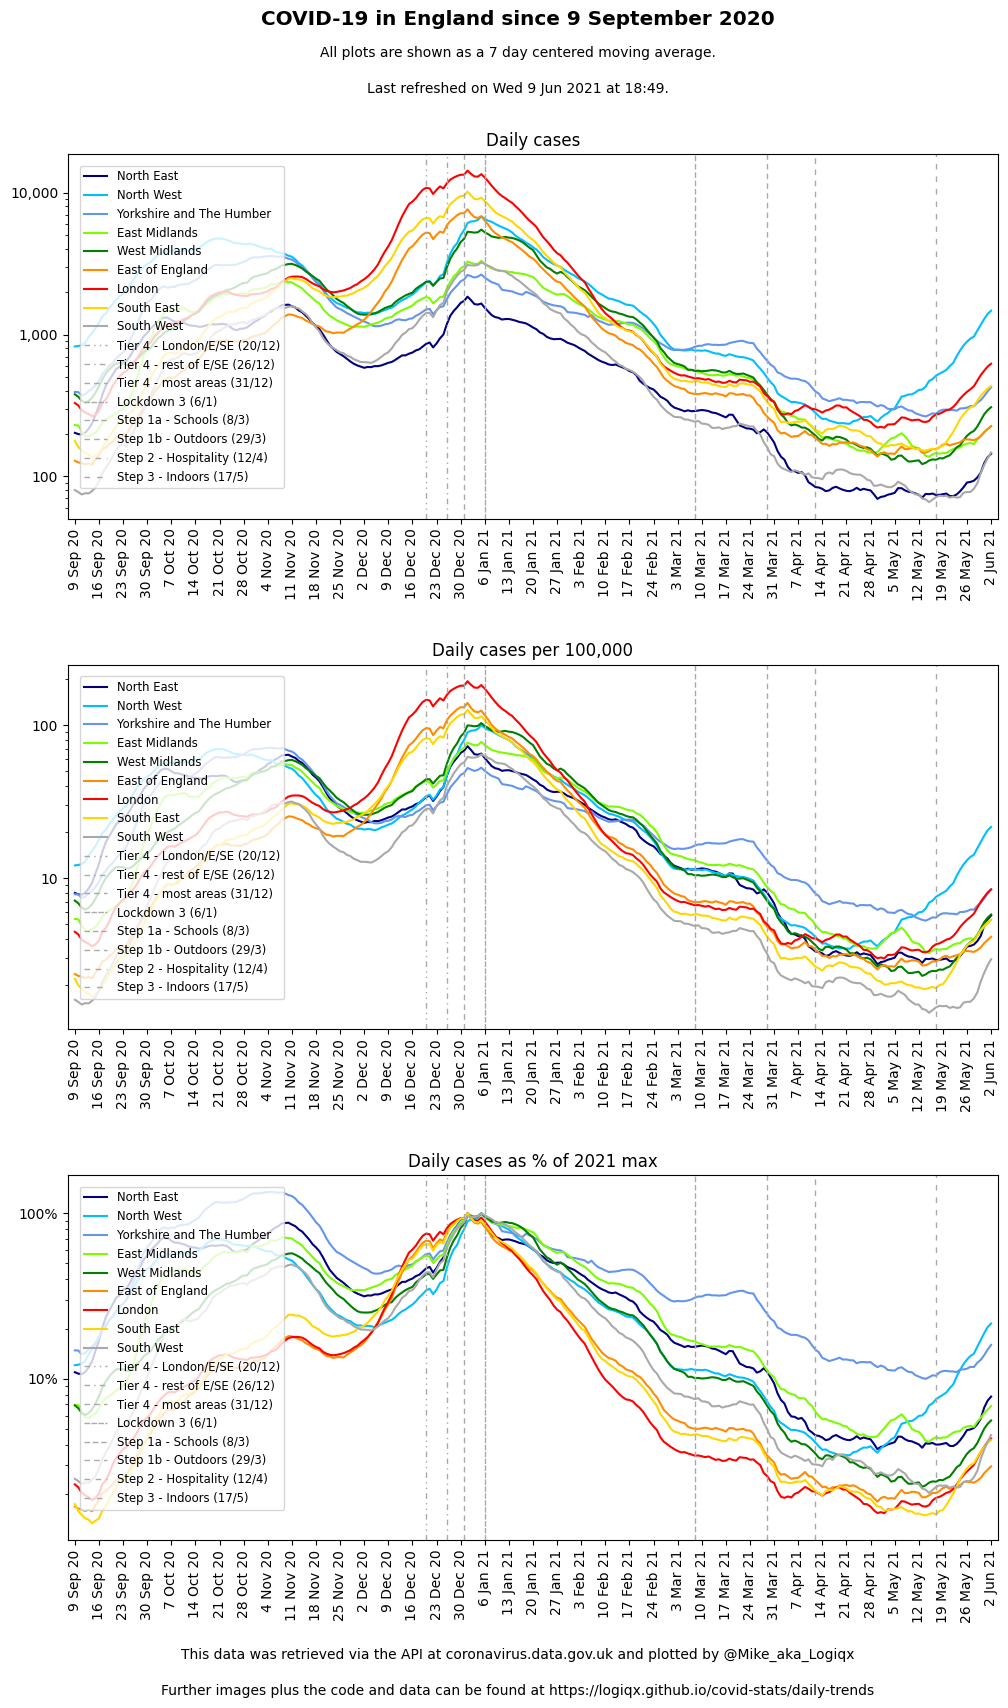 COVID-19 in England since 9 September 2020
All plots are shown as a 7 day centered moving average.
Last refreshed on Wed 9 Jun 2021 at 18:49.
Daily cases
10,000
1,000
100
North East
North West
Yorkshire and The Humber
East Midlands
West Midlands
East of England
London
South East
South West
Tier 4 - London/E/SE (20/12)
Tier 4 - rest of E/SE (26/12)
Tier 4 - most areas (31/12)
Lockdown 3 (6/1)
Step 1a - Schools (8/3)
Step 1b - Outdoors (29/3)
Step 2 - Hospitality (12/4)
Step 3 - Indoors (17/5)
9 Sep 20
16 Sep 20
23 Sep 20
30 Sep 20
7 Oct 20
14 Oct 20
21 Oct 20
28 Oct 20
4 Nov 20
11 Nov 20
18 Nov 20
25 Nov 20
2 Dec 20
9 Dec 20
16 Dec 20
23 Dec 20
30 Dec 20
6 Jan 21
13 Jan 21
20 Jan 21
27 Jan 21
3 Feb 21
10 Feb 21
17 Feb 21
24 Feb 21
3 Mar 21
10 Mar 21
17 Mar 21
24 Mar 21
31 Mar 21
7 Apr 21
14 Apr 21
21 Apr 21
28 Apr 21
5 May 21
12 May 21
19 May 21
26 May 21
2 Jun 21
Daily cases per 100,000
100
10
North East
North West
Yorkshire and The Humber
East Midlands
West Midlands
East of England
London
South East
South West
Tier 4 - London/E/SE (20/12)
Tier 4 - rest of E/SE (26/12)
Tier 4 - most areas (31/12)
Lockdown 3 (6/1)
Step 1a - Schools (8/3)
Step 1b - Outdoors (29/3)
Step 2 - Hospitality (12/4)
Step 3 - Indoors (17/5)
9 Sep 20
16 Sep 20
23 Sep 20
30 Sep 20
7 Oct 20
14 Oct 20
21 Oct 20
28 Oct 20
4 Nov 20
11 Nov 20
18 Nov 20
25 Nov 20
2 Dec 20
9 Dec 20
16 Dec 20
23 Dec 20
30 Dec 20
6 Jan 21
13 Jan 21
20 Jan 21
27 Jan 21
3 Feb 21
10 Feb 21
17 Feb 21
24 Feb 21
3 Mar 21
10 Mar 21
17 Mar 21
24 Mar 21
31 Mar 21
7 Apr 21
14 Apr 21
21 Apr 21
28 Apr 21
5 May 21
12 May 21
19 May 21
26 May 21
2 Jun 21
Daily cases as % of 2021 max
100%
10%
North East
North West
Yorkshire and The Humber
East Midlands
West Midlands
East of England
London
South East
South West
Tier 4 - London/E/SE (20/12)
Tier 4 - rest of E/SE (26/12)
Tier 4 - most areas (31/12)
Lockdown 3 (6/1)
Step 1a - Schools (8/3)
Step 1b - Outdoors (29/3)
Step 2 - Hospitality (12/4)
Step 3 - Indoors (17/5)
9 Sep 20
16 Sep 20
23 Sep 20
30 Sep 20
7 Oct 20
14 Oct 20
21 Oct 20
28 Oct 20
4 Nov 20
11 Nov 20
18 Nov 20
25 Nov 20
2 Dec 20
9 Dec 20
16 Dec 20
23 Dec 20
30 Dec 20
6 Jan 21
13 Jan 21
20 Jan 21
27 Jan 21
3 Feb 21
10 Feb 21
17 Feb 21
24 Feb 21
3 Mar 21
10 Mar 21
17 Mar 21
24 Mar 21
31 Mar 21
7 Apr 21
14 Apr 21
21 Apr 21
28 Apr 21
5 May 21
12 May 21
19 May 21
26 May 21
2 Jun 21
This data was retrieved via the API at coronavirus.data.gov.uk and plotted by @Mike_aka_Logiqx
Further images plus the code and data can be found at https://logiqx.github.io/covid-stats/daily-trends